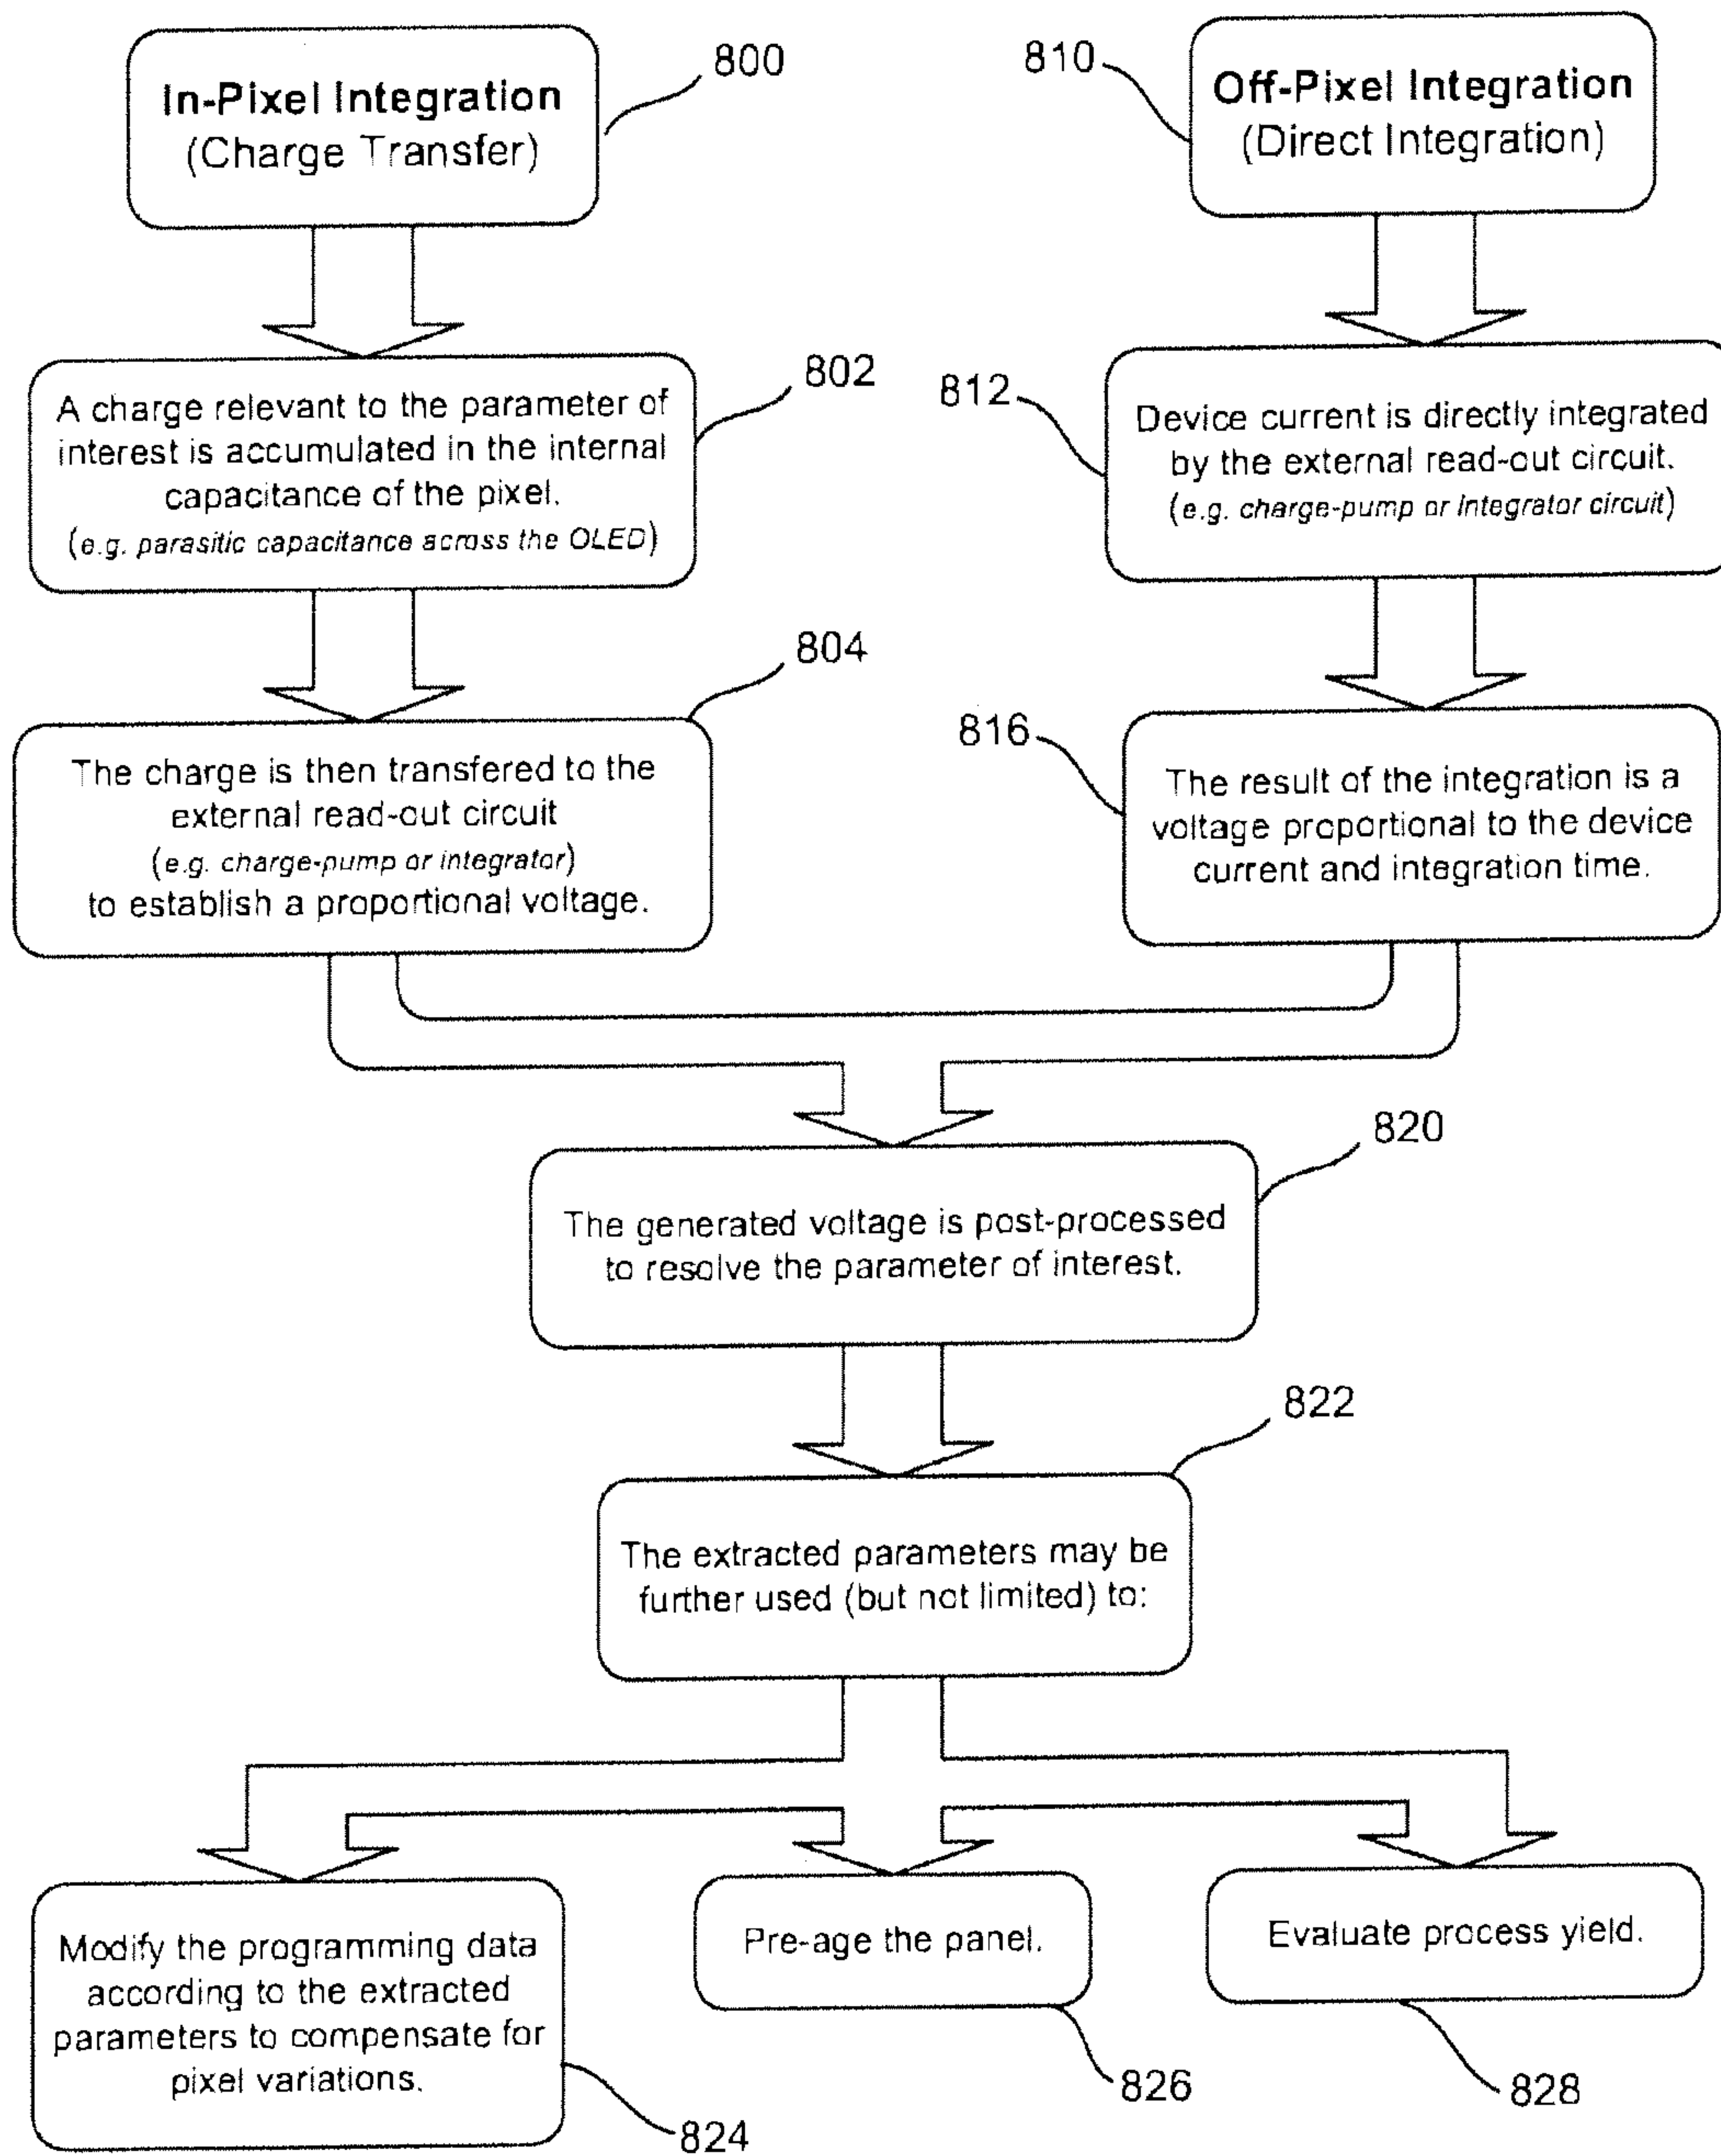 In-Pixel Integration
(Charge Transfer)
800
810
Off-Pixel Integration
(Direct Integration)
A charge relevant to the parameter of
interest is accumulated in the internal
capacitance of the pixel.
(e.g. parasitic capacitance across the OLED)
802
812
Device current is directly integrated
by the external read-out circuit.
(e.g. charge-pump or integrator circuit)
The charge is then transfered to the
external read-out circuit
(e.g. charge-pump or integrator)
to establish a proportional voltage.
804
816
The result of the integration is a
voltage proportional to the device
current and integration time.
The generated voltage is post-processed
to resolve the parameter of interest.
820
The extracted parameters may be
further used (but not limited) to:
822
Modify the programming data
according to the extracted
parameters to compensate for
pixel variations.
824
Pre-age the panel.
826
Evaluate process yield.
828